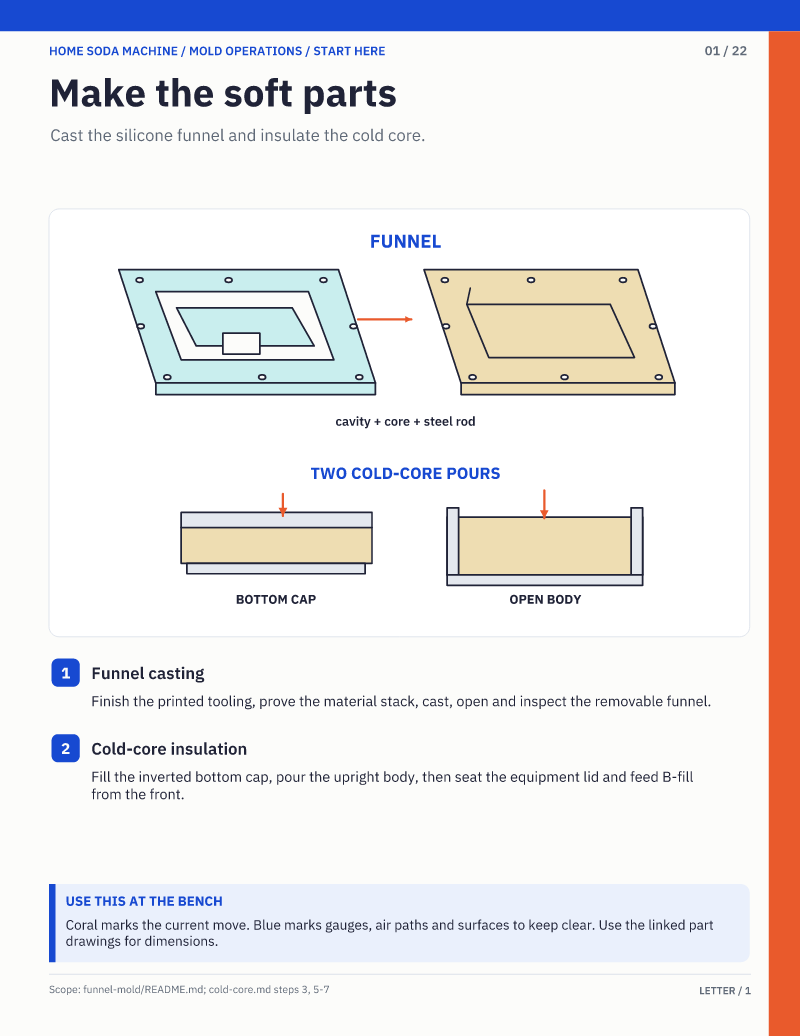 HOME SODA MACHINE / MOLD OPERATIONS / START HERE
01 / 22
Make the soft parts
Cast the silicone funnel and insulate the cold core.
FUNNEL
cavity + core + steel rod
TWO COLD-CORE POURS
BOTTOM CAP
OPEN BODY
1
Funnel casting
Finish the printed tooling, prove the material stack, cast, open and inspect the removable funnel.
2
Cold-core insulation
Fill the inverted bottom cap, pour the upright body, then seat the equipment lid and feed B-fill
from the front.
USE THIS AT THE BENCH
Coral marks the current move. Blue marks gauges, air paths and surfaces to keep clear. Use the linked part
drawings for dimensions.
Scope: funnel-mold/README.md; cold-core.md steps 3, 5-7
LETTER / 1